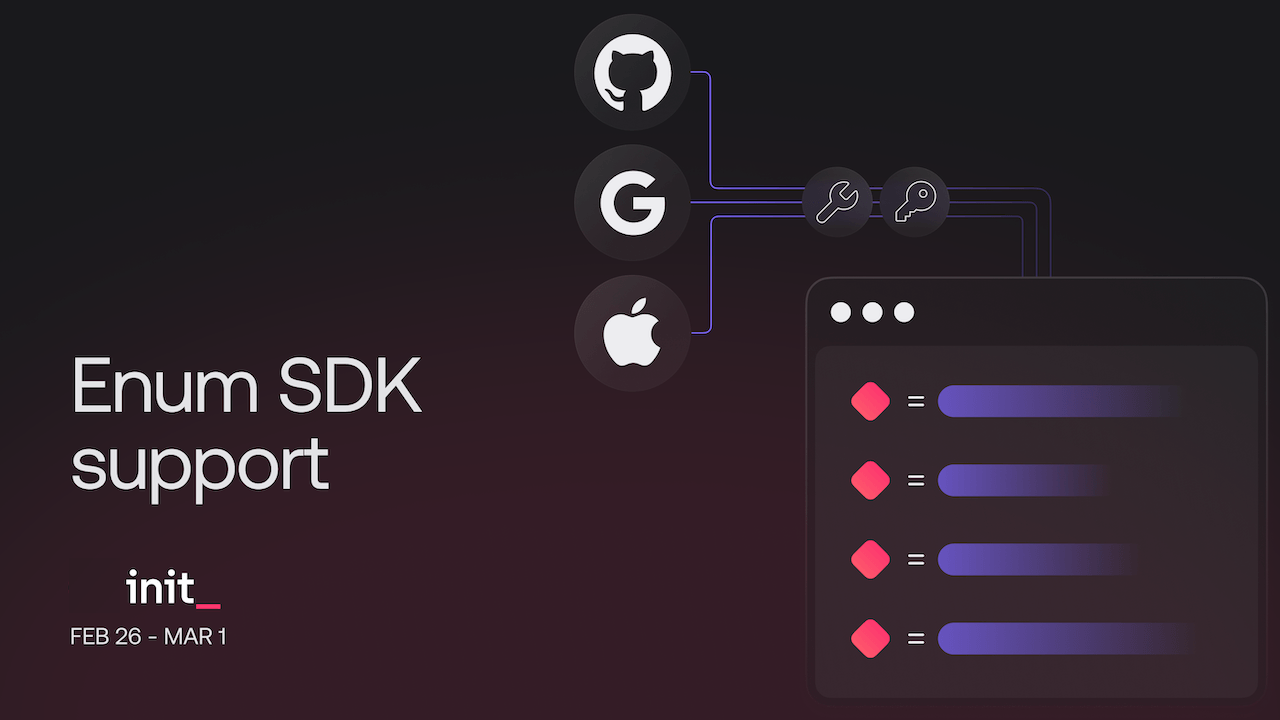 Enum SDK
support
init_
FEB 26 - MAR 1
=
=
=
=